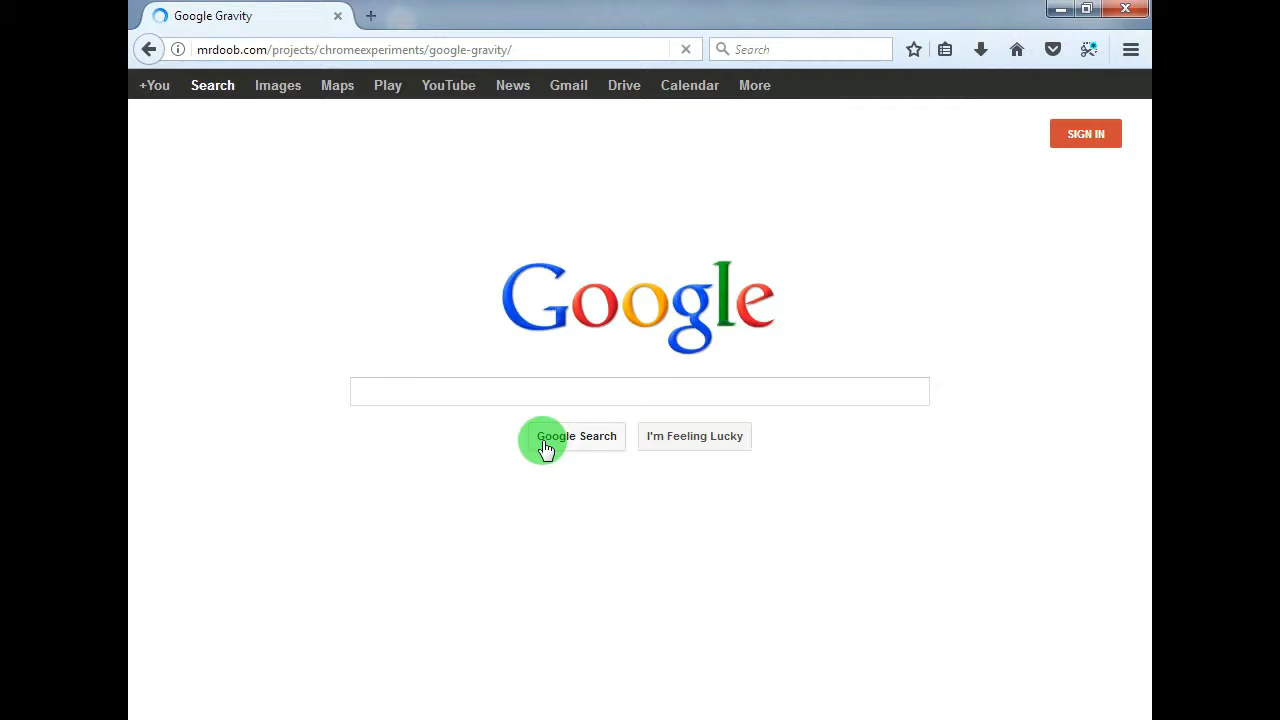 Google Gravity
mrdoob.com/projects/chromeexperiments/google-gravity/
Search
+You Search Images Maps Play YouTube News Gmail Drive Calendar More
SIGN IN
Google
Google Search I'm Feeling Lucky